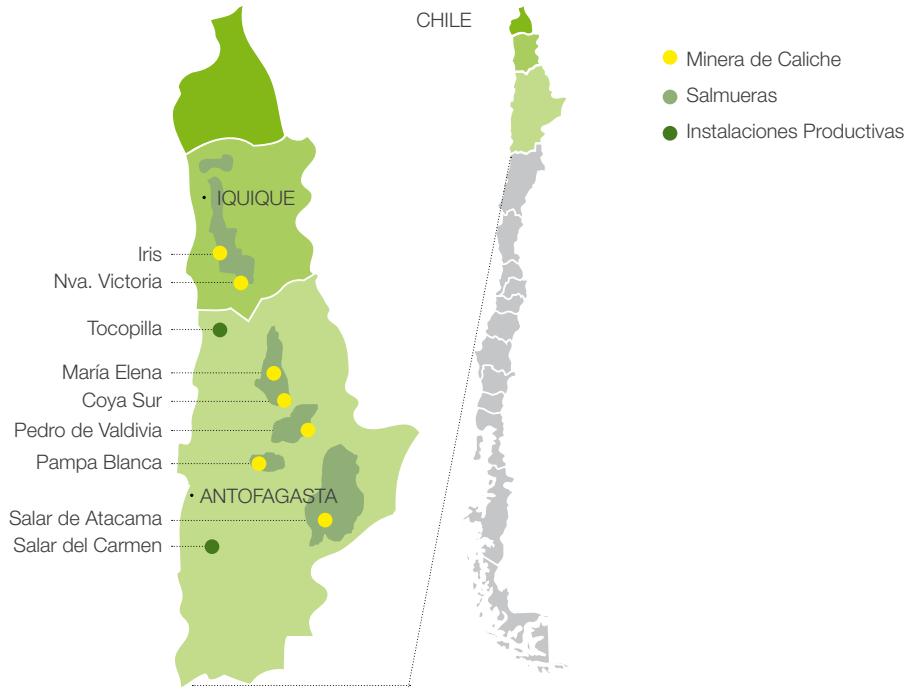 CHILE
Minera de Caliche
Salmueras
Instalaciones Productivas
IQUIQUE
Iris
Nva. Victoria
Tocopilla
María Elena
Coya Sur
Pedro de Valdivia
Pampa Blanca
ANTOFAGASTA
Salar de Atacama
Salar del Carmen